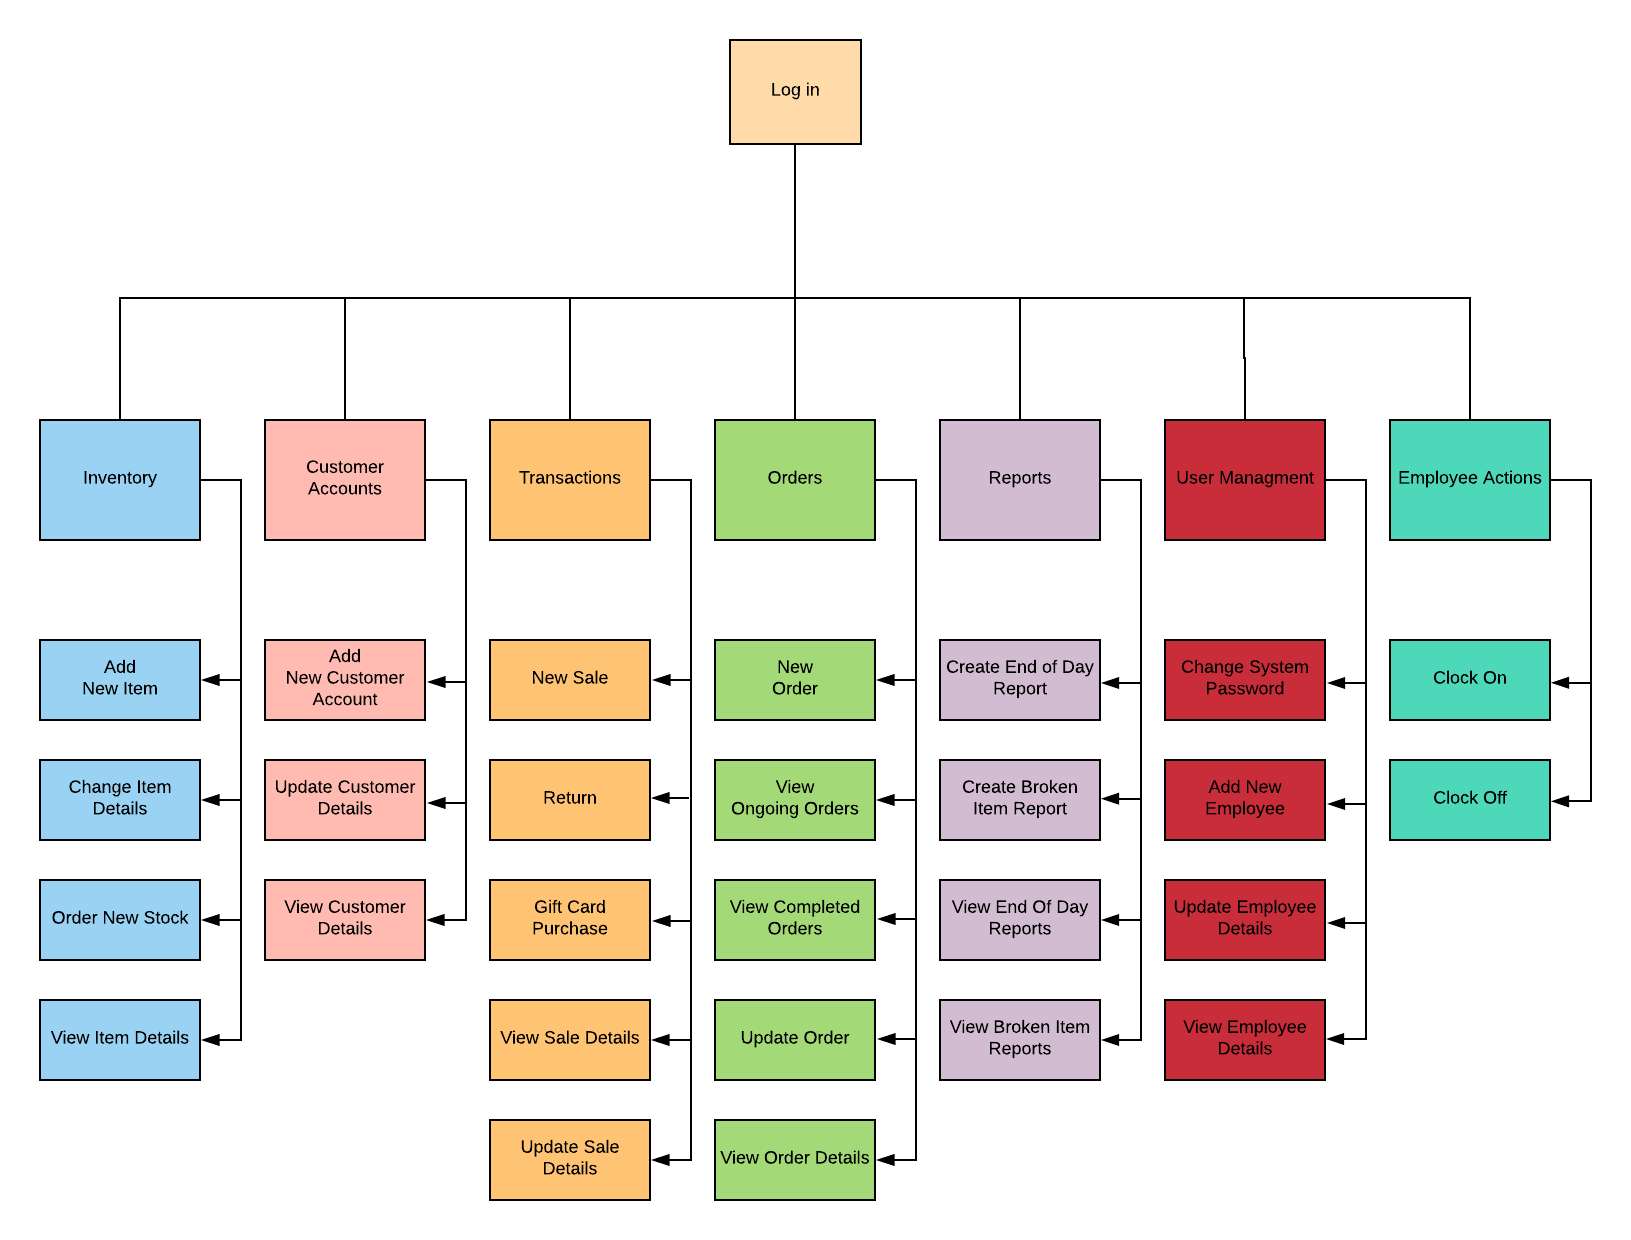 Log in
Inventory
Customer
Accounts
Transactions
Orders
Reports
User Managment
Employee Actions
Add
New Item
Add
New Customer
Account
New Sale
New
Order
Create End of Day
Report
Change System
Password
Clock On
Change Item
Details
Update Customer
Details
Return
View
Ongoing Orders
Create Broken
Item Report
Add New
Employee
Clock Off
Order New Stock
View Customer
Details
Gift Card
Purchase
View Completed
Orders
View End Of Day
Reports
Update Employee
Details
View Item Details
View Sale Details
Update Order
View Broken Item
Reports
View Employee
Details
Update Sale
Details
View Order Details